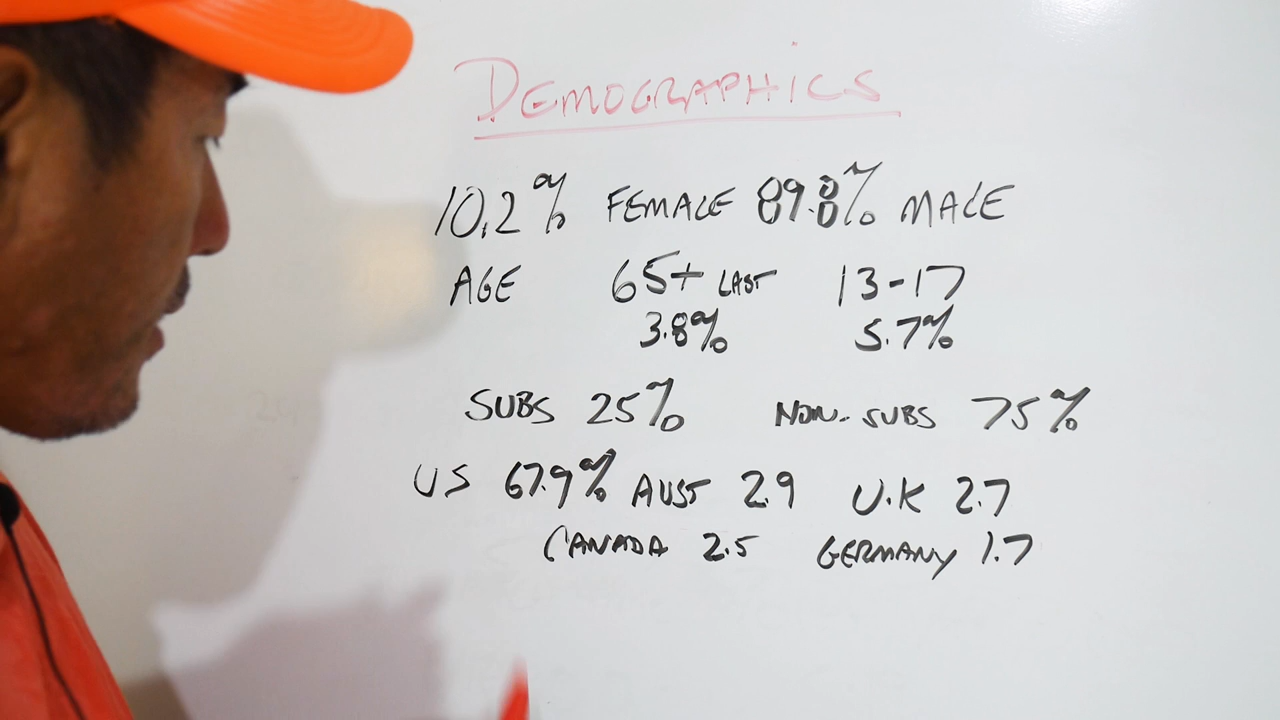 DEMOGRAPHICS
10.2% FEMALE 89.8% MALE
AGE 65+ LAST 13-17
3.8% 5.7%
SUBS 25% NON-SUBS 75%
US 67.9% AUST 2.9 U.K 2.7
CANADA 2.5 GERMANY 1.7